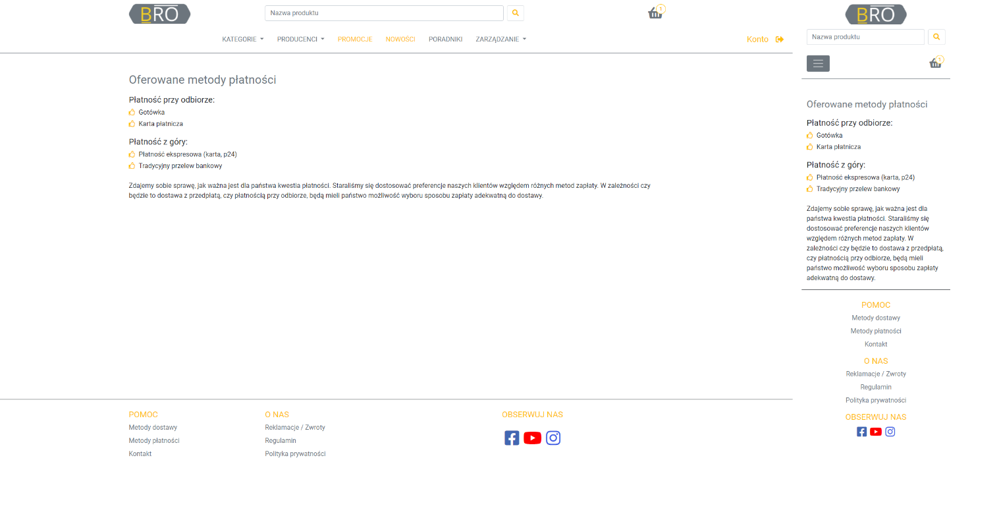 BRO
Nazwa produktu
1
KATEGORIE
PRODUCENCI
PROMOCJE
NOWOŚCI
PORADNIKI
ZARZĄDZANIE
Konto
Oferowane metody płatności
Płatność przy odbiorze:
Gotówka
Karta płatnicza
Płatność z góry:
Płatność ekspresowa (karta, p24)
Tradycyjny przelew bankowy
Zdajemy sobie sprawę, jak ważna jest dla państwa kwestia płatności. Staraliśmy się dostosować preferencje naszych klientów względem różnych metod zapłaty. W zależności czy
będzie to dostawa z przedpłatą, czy płatnością przy odbiorze, będą mieli państwo możliwość wyboru sposobu zapłaty adekwatną do dostawy.
POMOC
Metody dostawy
Metody płatności
Kontakt
O NAS
Reklamacje / Zwroty
Regulamin
Polityka prywatności
OBSERWUJ NAS
BRO
Nazwa produktu
1
Oferowane metody płatności
Płatność przy odbiorze:
Gotówka
Karta płatnicza
Płatność z góry:
Płatność ekspresowa (karta, p24)
Tradycyjny przelew bankowy
Zdajemy sobie sprawę, jak ważna jest dla
państwa kwestia płatności. Staraliśmy się
dostosować preferencje naszych klientów
względem różnych metod zapłaty. W
zależności czy będzie to dostawa z przedpłatą,
czy płatnością przy odbiorze, będą mieli
państwo możliwość wyboru sposobu zapłaty
adekwatną do dostawy.
POMOC
Metody dostawy
Metody płatności
Kontakt
O NAS
Reklamacje / Zwroty
Regulamin
Polityka prywatności
OBSERWUJ NAS